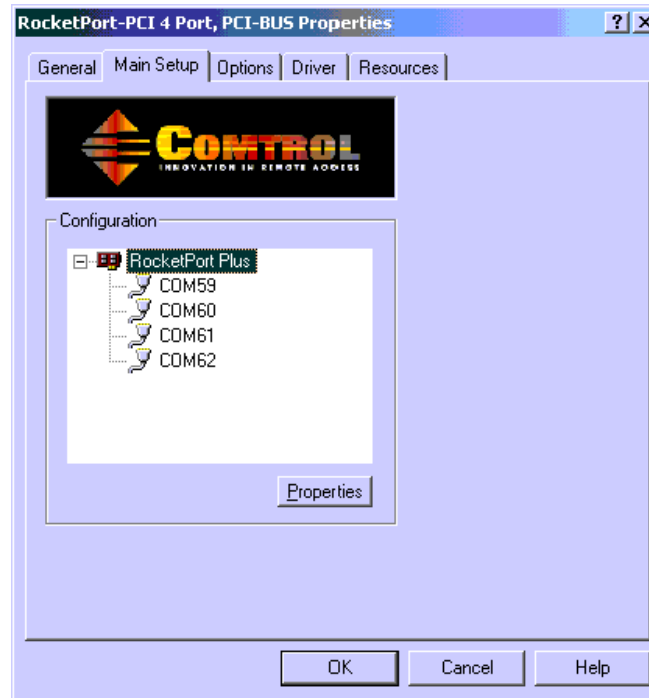 RocketPort-PCI 4 Port, PCI-BUS Properties
General Main Setup Options Driver Resources
COMTROL
INNOVATION IN REMOTE ACCESS
Configuration
RocketPort Plus
COM59
COM60
COM61
COM62
Properties
OK Cancel Help